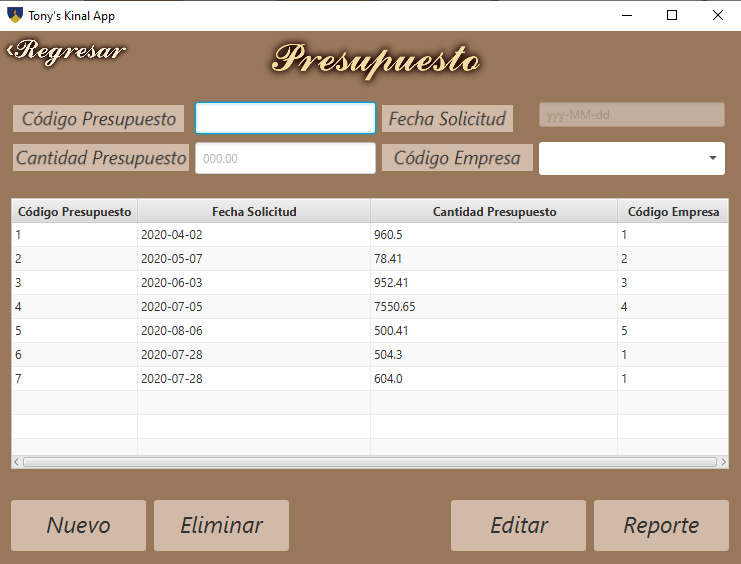 Tony's Kinal App
‹Regresar
Presupuesto
Código Presupuesto
Fecha Solicitud yyy-MM-dd
Cantidad Presupuesto 000.00 Código Empresa
Código Presupuesto Fecha Solicitud Cantidad Presupuesto Código Empresa
1 2020-04-02 960.5 1
2 2020-05-07 78.41 2
3 2020-06-03 952.41 3
4 2020-07-05 7550.65 4
5 2020-08-06 500.41 5
6 2020-07-28 504.3 1
7 2020-07-28 604.0 1
Nuevo Eliminar Editar Reporte